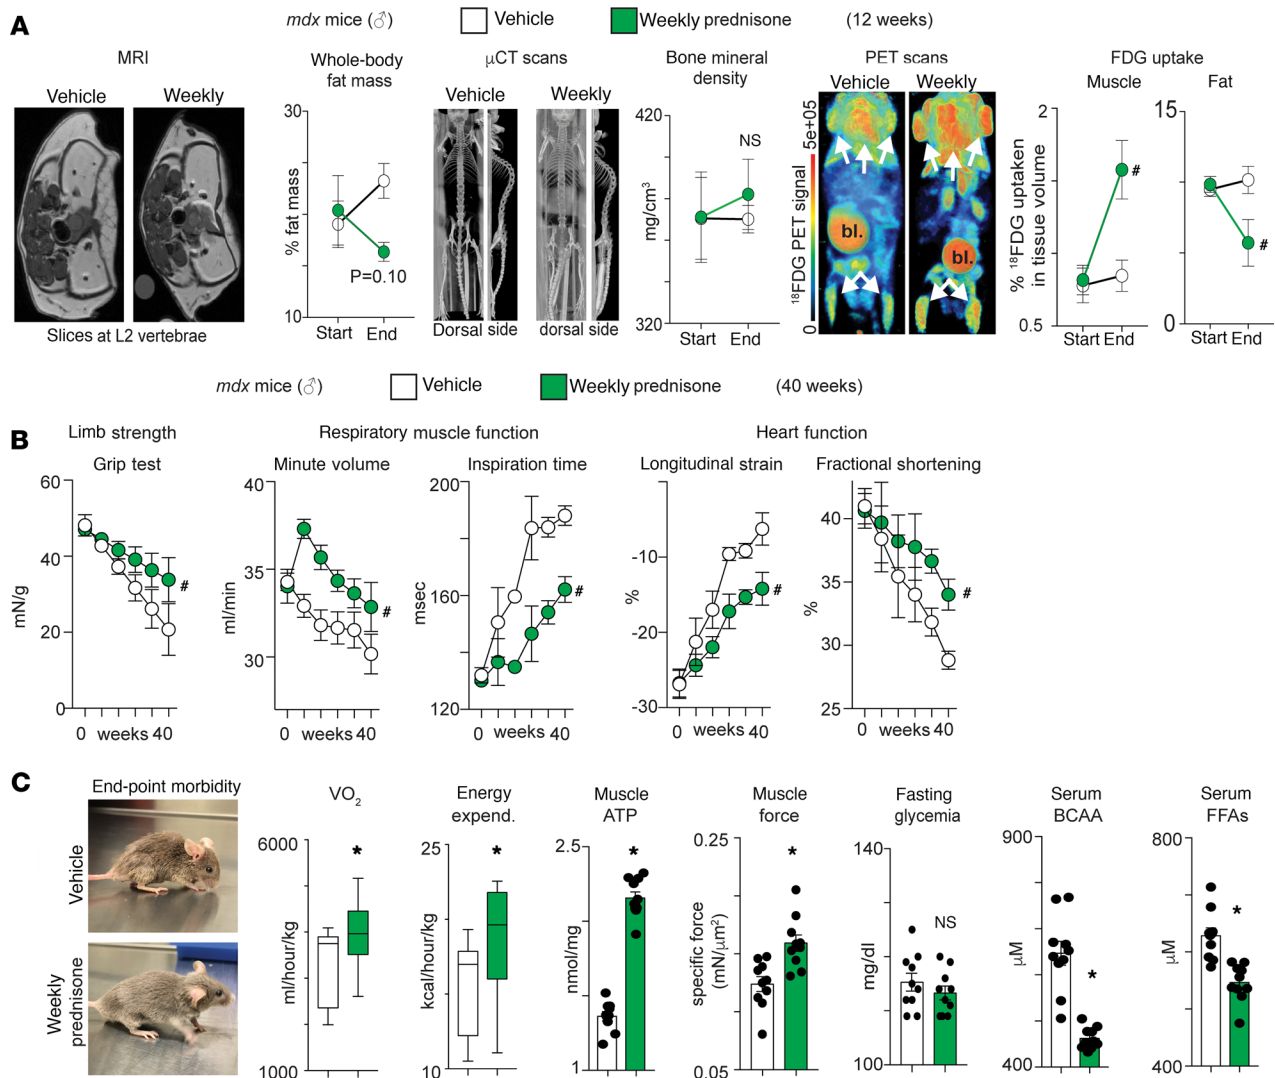 A
mdx mice (♂) Vehicle Weekly prednisone (12 weeks)
MRI
Vehicle Weekly
Slices at L2 vertebrae
Whole-body
fat mass
30
% fat mass
10
P=0.10
Start End
μCT scans
Vehicle Weekly
Dorsal side dorsal side
Bone mineral
density
420
mg/cm³
320
NS
Start End
PET scans
Vehicle Weekly
¹⁸FDG PET signal
0 5e+05
bl. bl.
FDG uptake
Muscle Fat
% ¹⁸FDG uptaken
in tissue volume
2
0.5
#
Start End
15
0
#
Start End
mdx mice (♂) Vehicle Weekly prednisone (40 weeks)
B
Limb strength Respiratory muscle function Heart function
Grip test
60
40
20
0
mN/g
#
0 weeks 40
Minute volume
40
35
30
ml/min
#
0 weeks 40
Inspiration time
200
160
120
msec
#
0 weeks 40
Longitudinal strain
%
-10
-20
-30
#
0 weeks 40
Fractional shortening
40
35
30
25
%
#
0 weeks 40
C
End-point morbidity
Vehicle
Weekly
prednisone
VO₂
6000
1000
ml/hour/kg
*
Energy
expend.
25
10
kcal/hour/kg
*
Muscle
ATP
2.5
1
nmol/mg
*
Muscle
force
0.25
0.05
specific force
(mN/μm²)
*
Fasting
glycemia
140
100
mg/dl
NS
Serum
BCAA
900
400
μM
*
Serum
FFAs
800
400
μM
*